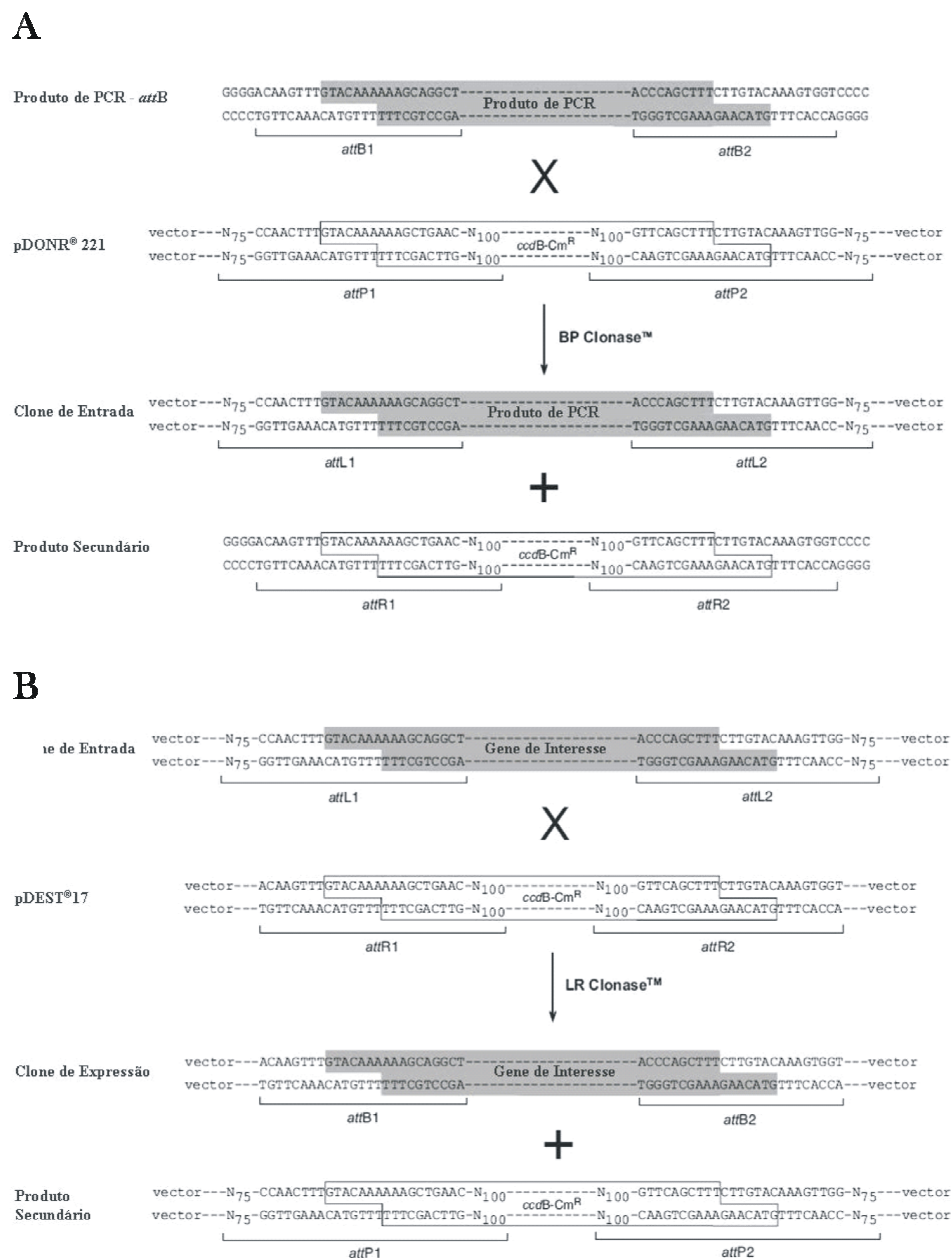 A
Produto de PCR - attB
GGGGACAAGTTTGTACAAAAAAGCAGGCT------------------ACCCAGCTTTCTTGTACAAAGTGGTCCCC
Produto de PCR
CCCCTGTTCAAACATGTTTTTTCGTCCGA------------------TGGGTCGAAAGAACATGTTTCACCAGGGG
attB1 attB2
X
pDONR® 221
vector---N75-CCAACTTTGTACAAAAAAGCTGAAC-N100------------N100-GTTCAGCTTTCTTGTACAAAGTTGG-N75---vector
ccdB-CmR
vector---N75-GGTTGAAACATGTTTTTTCGACTTG-N100------------N100-CAAGTCGAAAGAACATGTTTCAACC-N75---vector
attP1 attP2
BP Clonase™
Clone de Entrada
vector---N75-CCAACTTTGTACAAAAAAGCAGGCT------------------ACCCAGCTTTCTTGTACAAAGTTGG-N75---vector
Produto de PCR
vector---N75-GGTTGAAACATGTTTTTTCGTCCGA------------------TGGGTCGAAAGAACATGTTTCAACC-N75---vector
attL1 attL2
+
Produto Secundário
GGGGACAAGTTTGTACAAAAAAGCTGAAC-N100------------N100-GTTCAGCTTTCTTGTACAAAGTGGTCCCC
ccdB-CmR
CCCCTGTTCAAACATGTTTTTTCGACTTG-N100------------N100-CAAGTCGAAAGAACATGTTTCACCAGGGG
attR1 attR2
B
ne de Entrada
vector---N75-CCAACTTTGTACAAAAAAGCAGGCT------------------ACCCAGCTTTCTTGTACAAAGTTGG-N75---vector
Gene de Interesse
vector---N75-GGTTGAAACATGTTTTTTCGTCCGA------------------TGGGTCGAAAGAACATGTTTCAACC-N75---vector
attL1 attL2
X
pDEST®17
vector---ACAAGTTTGTACAAAAAAGCTGAAC-N100------------N100-GTTCAGCTTTCTTGTACAAAGTGGT---vector
ccdB-CmR
vector---TGTTCAAACATGTTTTTTCGACTTG-N100------------N100-CAAGTCGAAAGAACATGTTTCACCA---vector
attR1 attR2
LR Clonase™
Clone de Expressão
vector---ACAAGTTTGTACAAAAAAGCAGGCT------------------ACCCAGCTTTCTTGTACAAAGTGGT---vector
Gene de Interesse
vector---TGTTCAAACATGTTTTTTCGTCCGA------------------TGGGTCGAAAGAACATGTTTCACCA---vector
attB1 attB2
+
Produto
Secundário
vector---N75-CCAACTTTGTACAAAAAAGCTGAAC-N100------------N100-GTTCAGCTTTCTTGTACAAAGTTGG-N75---vector
ccdB-CmR
vector---N75-GGTTGAAACATGTTTTTTCGACTTG-N100------------N100-CAAGTCGAAAGAACATGTTTCAACC-N75---vector
attP1 attP2